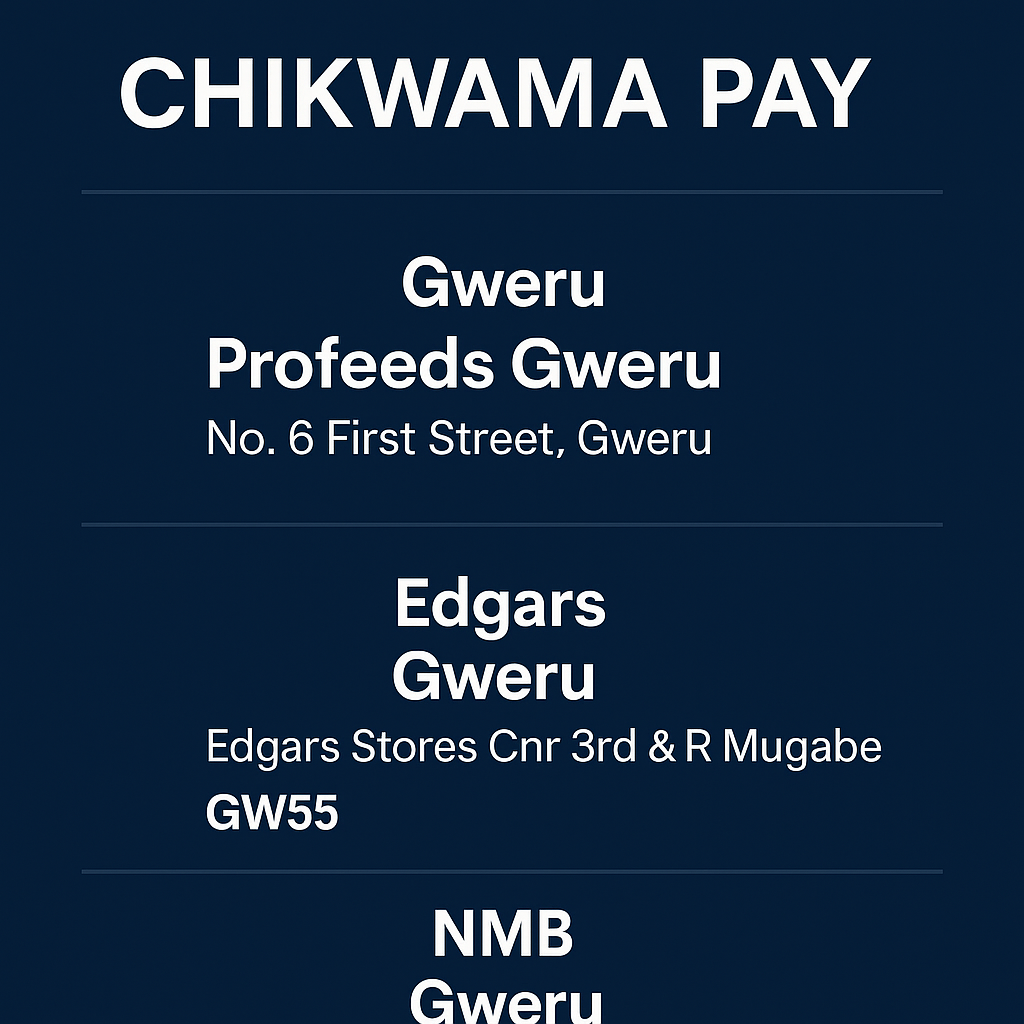 CHIKWAMA PAY
Gweru
Profeeds Gweru
No. 6 First Street, Gweru
Edgars
Gweru
Edgars Stores Cnr 3rd & R Mugabe
GW55
NMB
Gweru